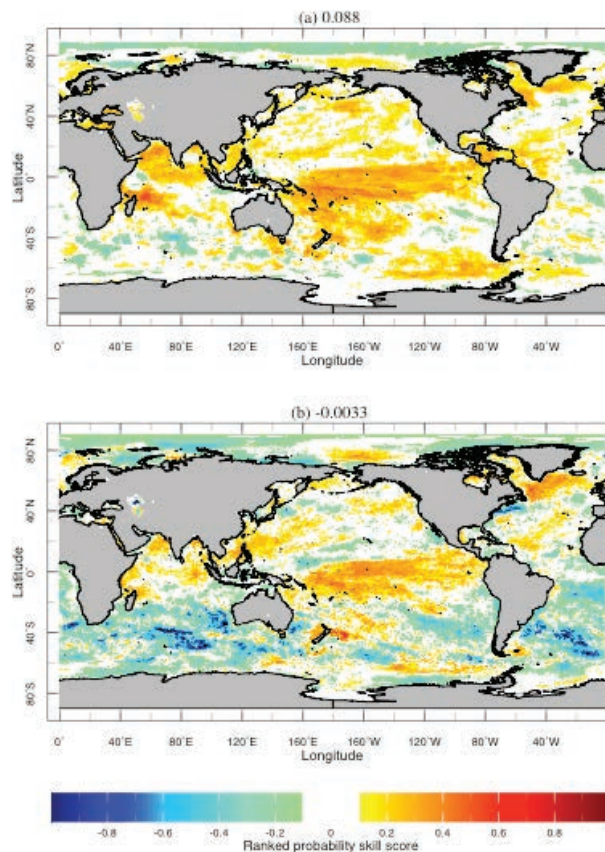 (a) 0.088
80°N
40°N
0
40°S
80°S
Latitude
0° 40°E 80°E 120°E 160°E 160°W 120°W 80°W 40°W
Longitude
(b) -0.0033
80°N
40°N
0
40°S
80°S
Latitude
0° 40°E 80°E 120°E 160°E 160°W 120°W 80°W 40°W
Longitude
-0.8 -0.6 -0.4 -0.2 0 0.2 0.4 0.6 0.8
Ranked probability skill score